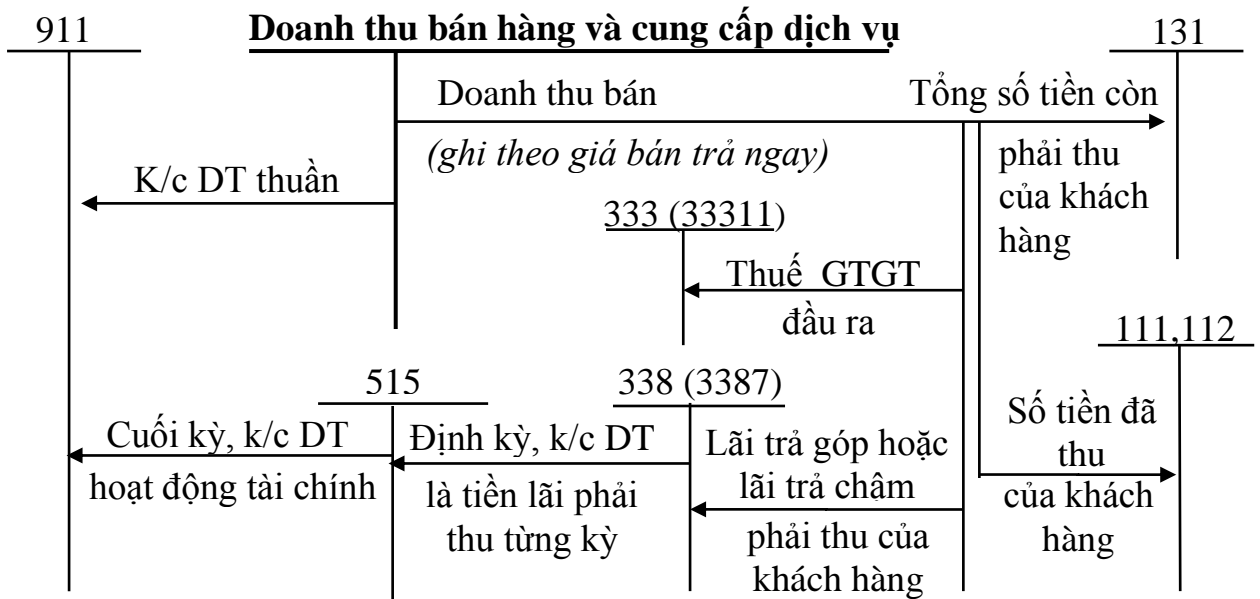 911
Doanh thu bán hàng và cung cấp dịch vụ
131
Doanh thu bán
(ghi theo giá bán trả ngay)
Tổng số tiền còn
phải thu
của khách
hàng
K/c DT thuần
333 (33311)
Thuế GTGT
đầu ra
111,112
515
338 (3387)
Số tiền đã
thu
của khách
hàng
Cuối kỳ, k/c DT
hoạt động tài chính
Định kỳ, k/c DT
là tiền lãi phải
thu từng kỳ
Lãi trả góp hoặc
lãi trả chậm
phải thu của
khách hàng